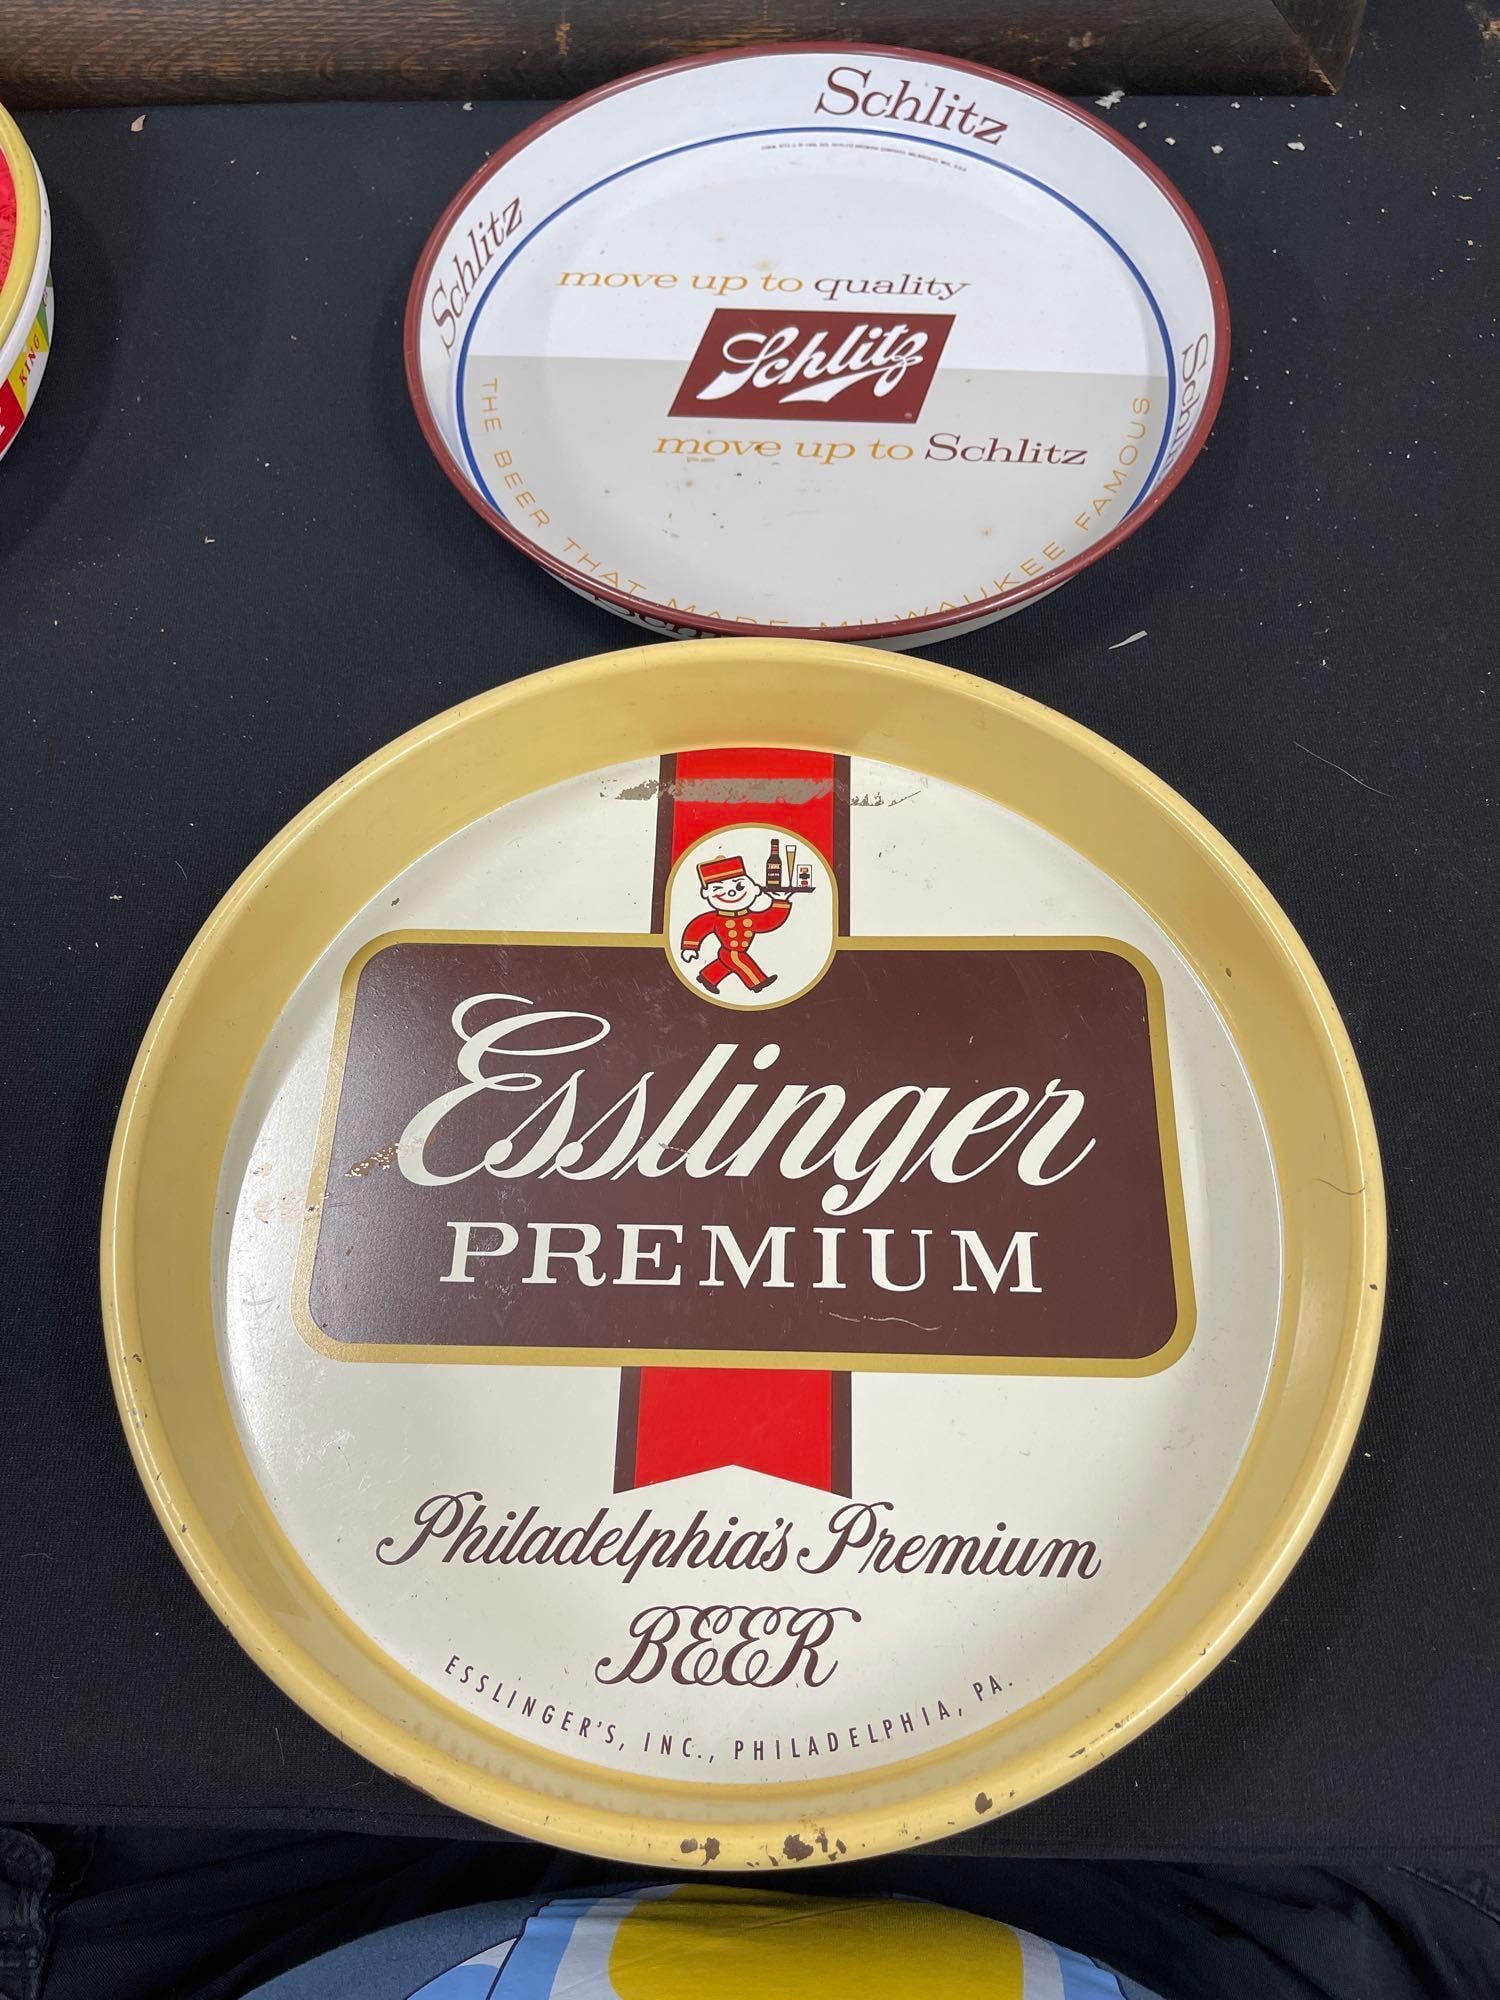 Schlitz
Schlitz
Schlitz
move up to quality
Schlitz
move up to Schlitz
THE BEER THAT MADE MILWAUKEE FAMOUS
KING
Esslinger
PREMIUM
Philadelphia's Premium
BEER
ESSLINGER'S, INC., PHILADELPHIA, PA.